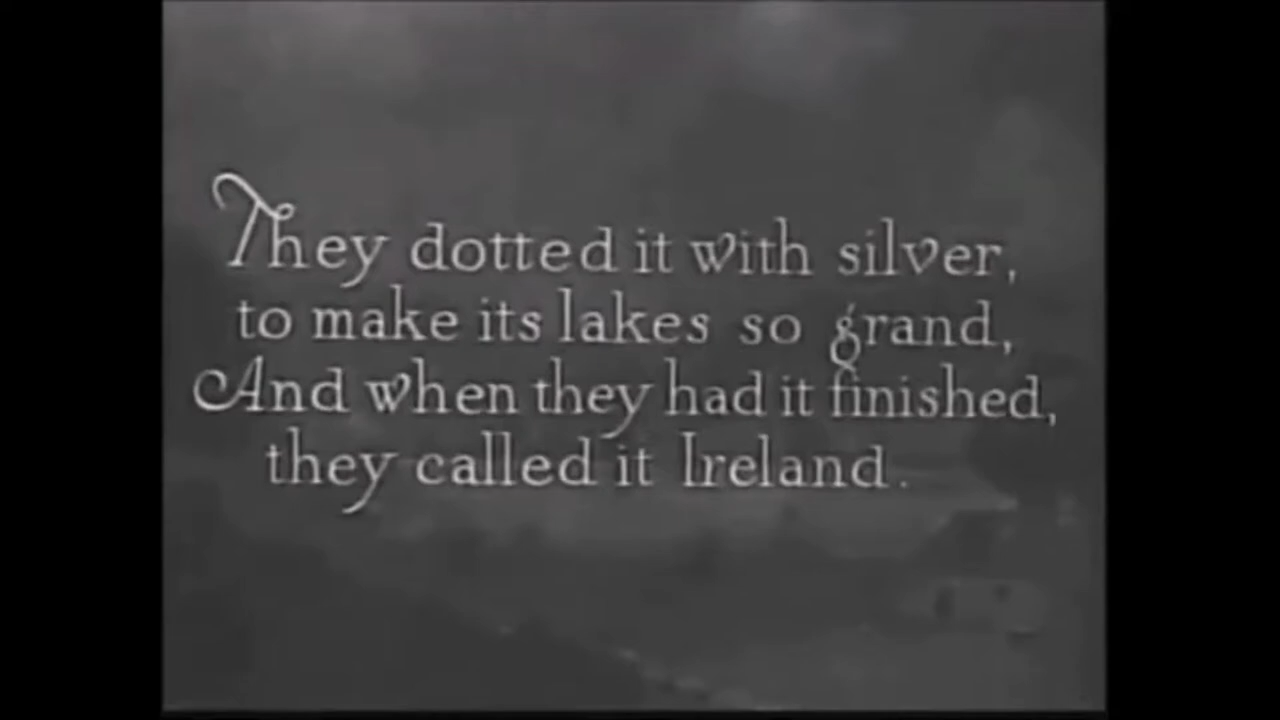 They dotted it with silver,
to make its lakes so grand,
And when they had it finished,
they called it Ireland.